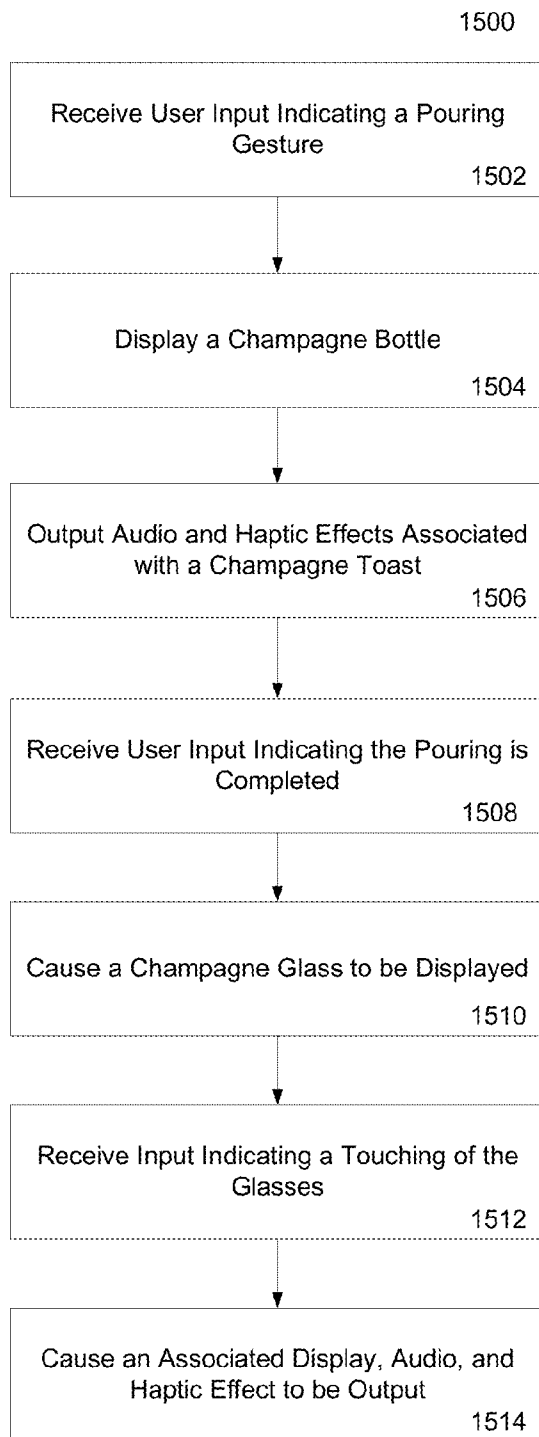 1500
Receive User Input Indicating a Pouring
Gesture
1502
Display a Champagne Bottle
1504
Output Audio and Haptic Effects Associated
with a Champagne Toast
1506
Receive User Input Indicating the Pouring is
Completed
1508
Cause a Champagne Glass to be Displayed
1510
Receive Input Indicating a Touching of the
Glasses
1512
Cause an Associated Display, Audio, and
Haptic Effect to be Output
1514